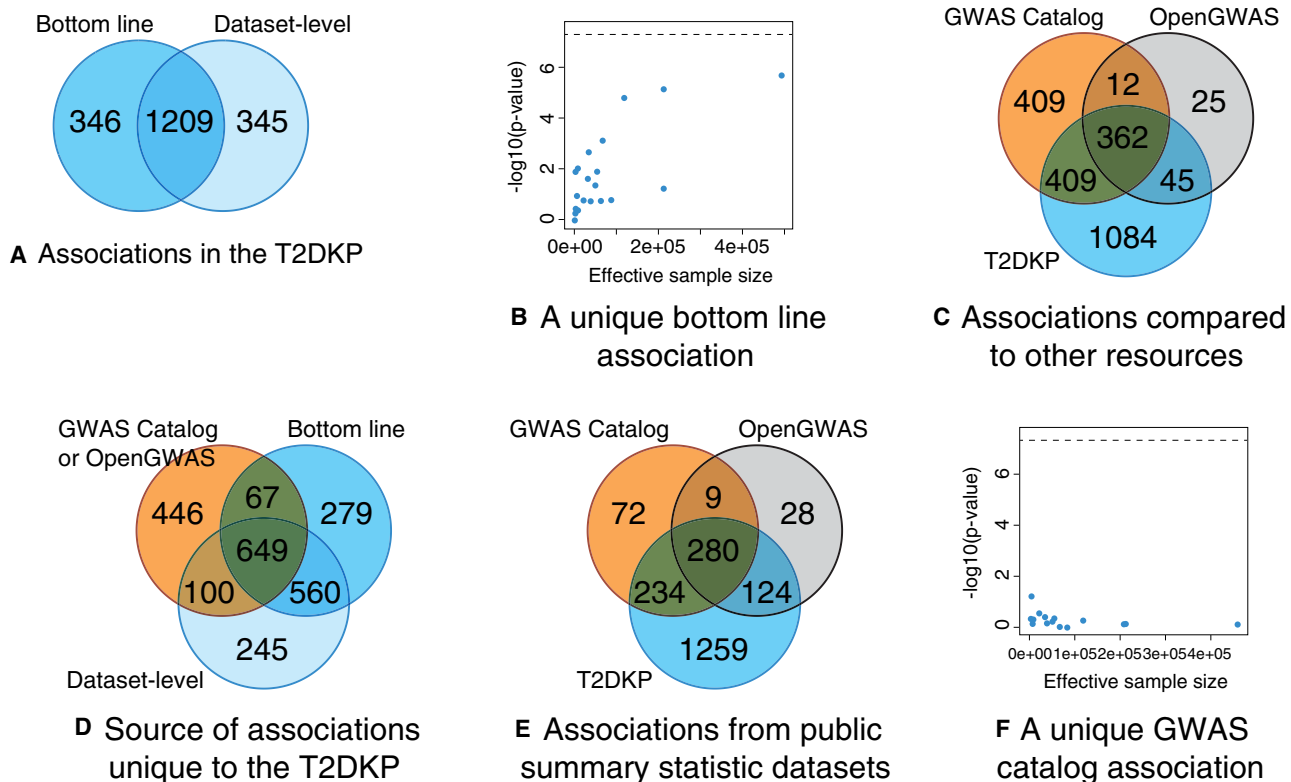 Bottom line
Dataset-level
346
1209
345
A Associations in the T2DKP
-log10(p-value)
6
4
2
0
0e+00
2e+05
4e+05
Effective sample size
B A unique bottom line
association
GWAS Catalog
OpenGWAS
409
12
25
362
409
45
1084
T2DKP
C Associations compared
to other resources
GWAS Catalog
or OpenGWAS
Bottom line
446
67
279
649
100
560
245
Dataset-level
D Source of associations
unique to the T2DKP
GWAS Catalog
OpenGWAS
72
9
28
280
234
124
1259
T2DKP
E Associations from public
summary statistic datasets
-log10(p-value)
6
4
2
0
0e+001e+052e+053e+054e+05
Effective sample size
F A unique GWAS
catalog association